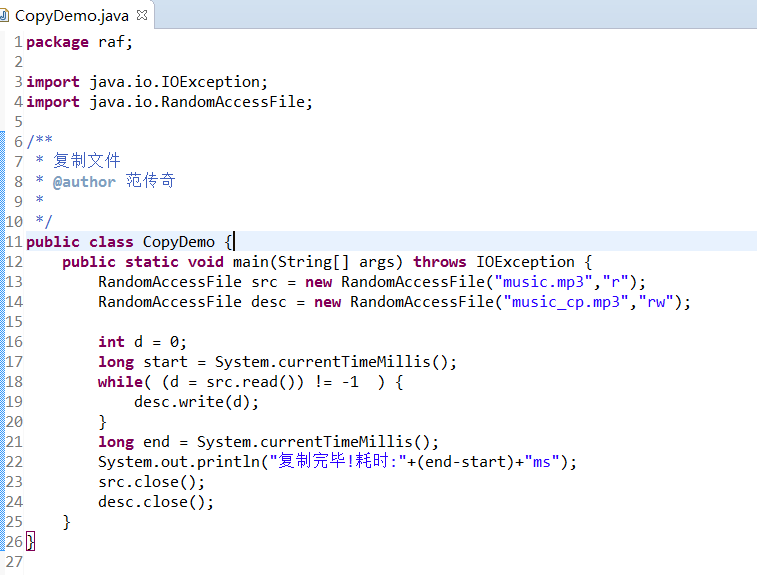 CopyDemo.java
1 package raf;
2
3 import java.io.IOException;
4 import java.io.RandomAccessFile;
5
6 /**
7  * 复制文件
8  * @author 范传奇
9  *
10  */
11 public class CopyDemo {
12     public static void main(String[] args) throws IOException {
13         RandomAccessFile src = new RandomAccessFile("music.mp3","r");
14         RandomAccessFile desc = new RandomAccessFile("music_cp.mp3","rw");
15
16         int d = 0;
17         long start = System.currentTimeMillis();
18         while( (d = src.read()) != -1  ) {
19             desc.write(d);
20         }
21         long end = System.currentTimeMillis();
22         System.out.println("复制完毕!耗时:"+(end-start)+"ms");
23         src.close();
24         desc.close();
25     }
26 }
27